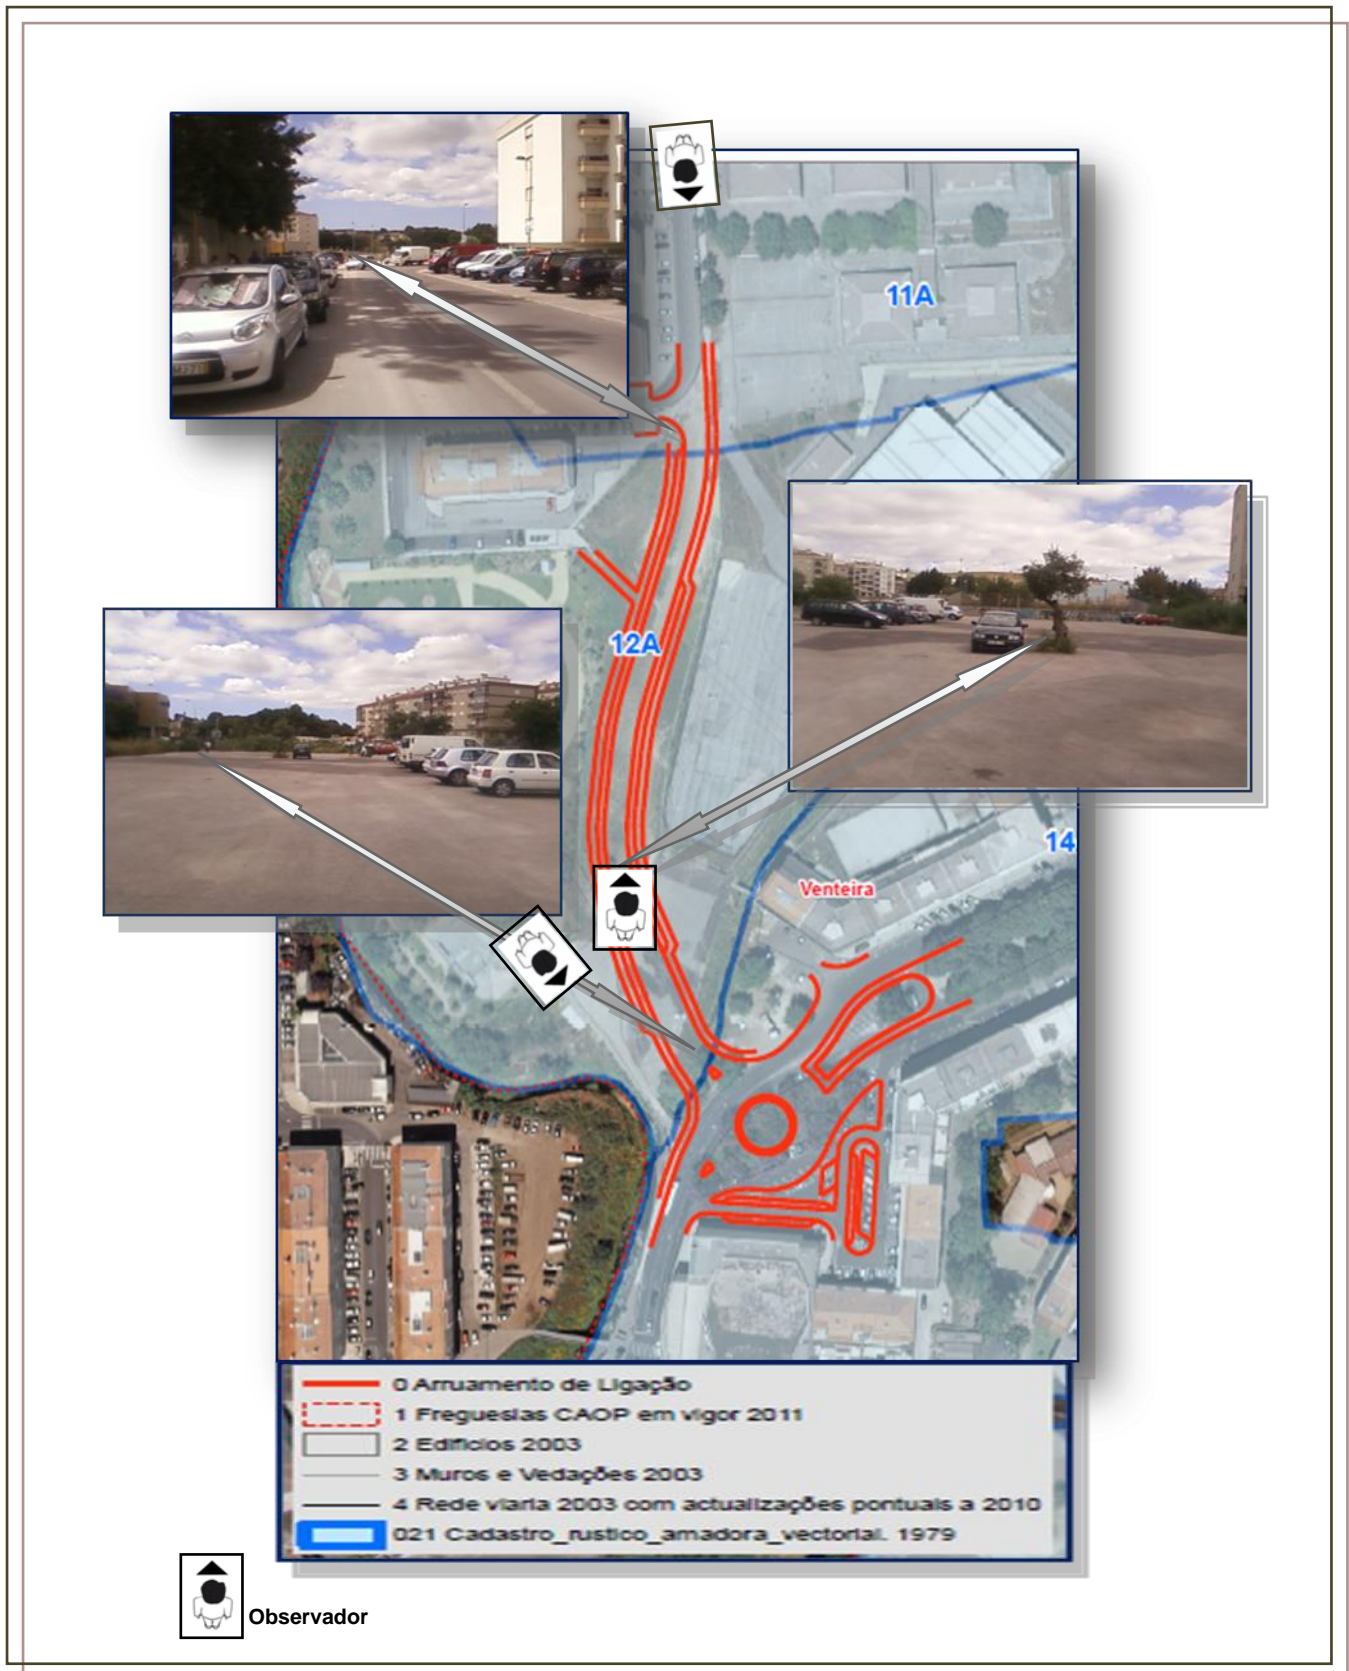 11A
12A
14
Venteira
0 Arruamento de Ligação
1 Freguesias CAOP em vigor 2011
2 Edifícios 2003
3 Muros e Vedações 2003
4 Rede viaria 2003 com actualizações pontuais a 2010
021 Cadastro_rustico_amadora_vectorial. 1979
Observador